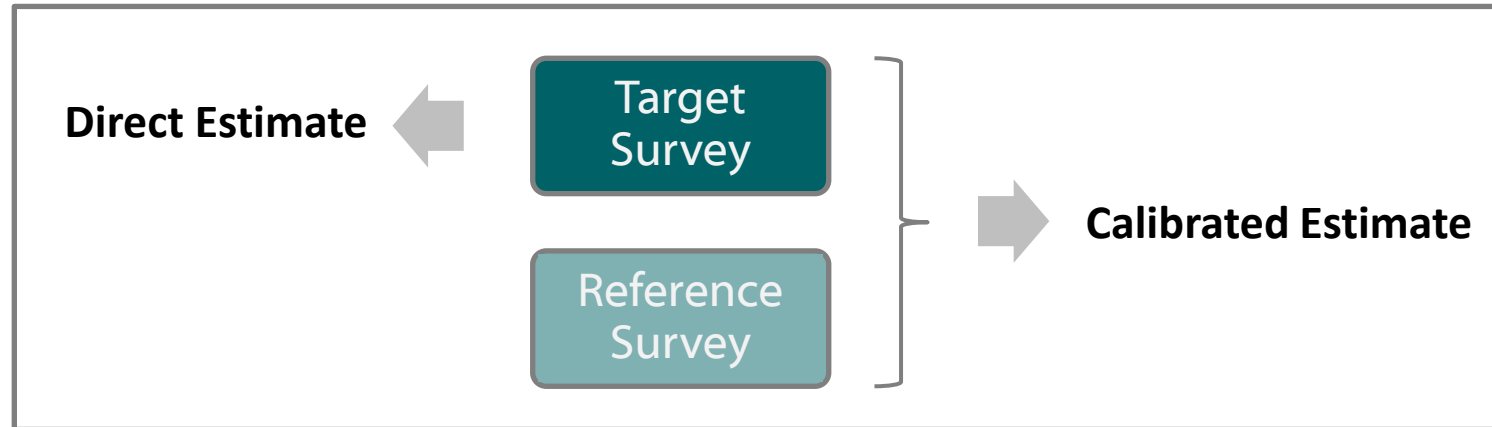 Direct Estimate
Target
Survey
Reference
Survey
Calibrated Estimate